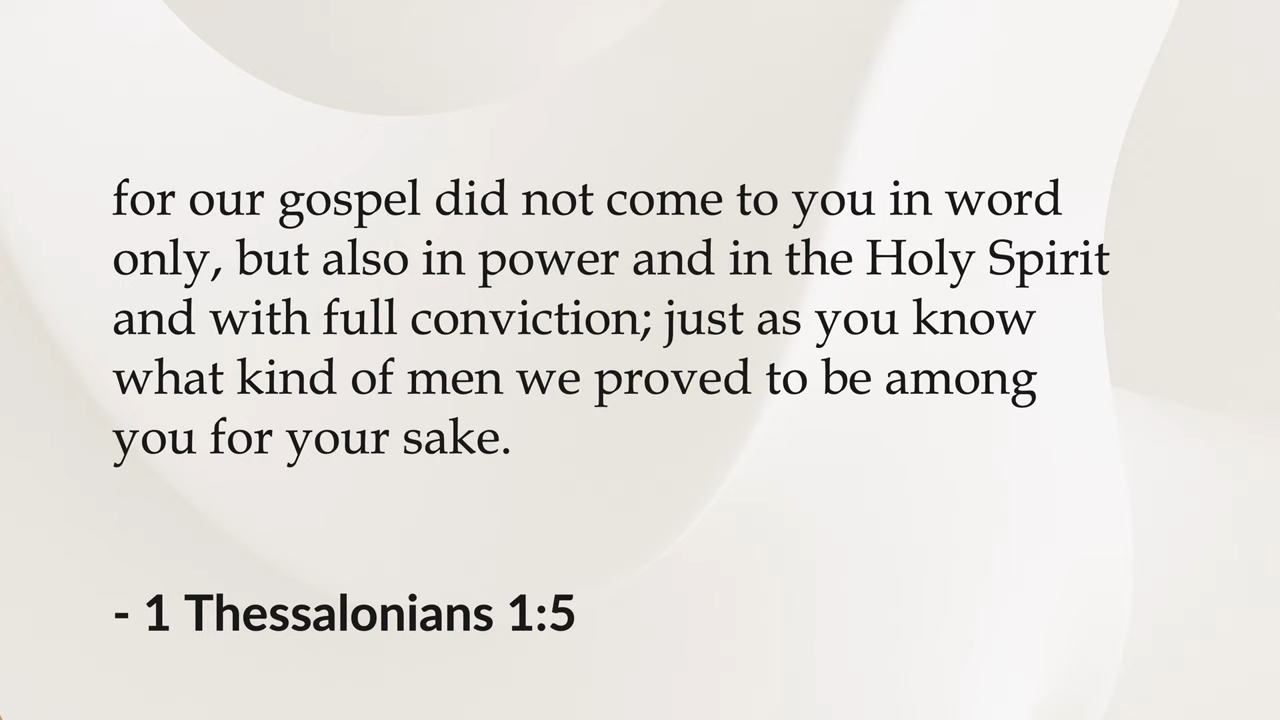 for our gospel did not come to you in word
only, but also in power and in the Holy Spirit
and with full conviction; just as you know
what kind of men we proved to be among
you for your sake.
- 1 Thessalonians 1:5